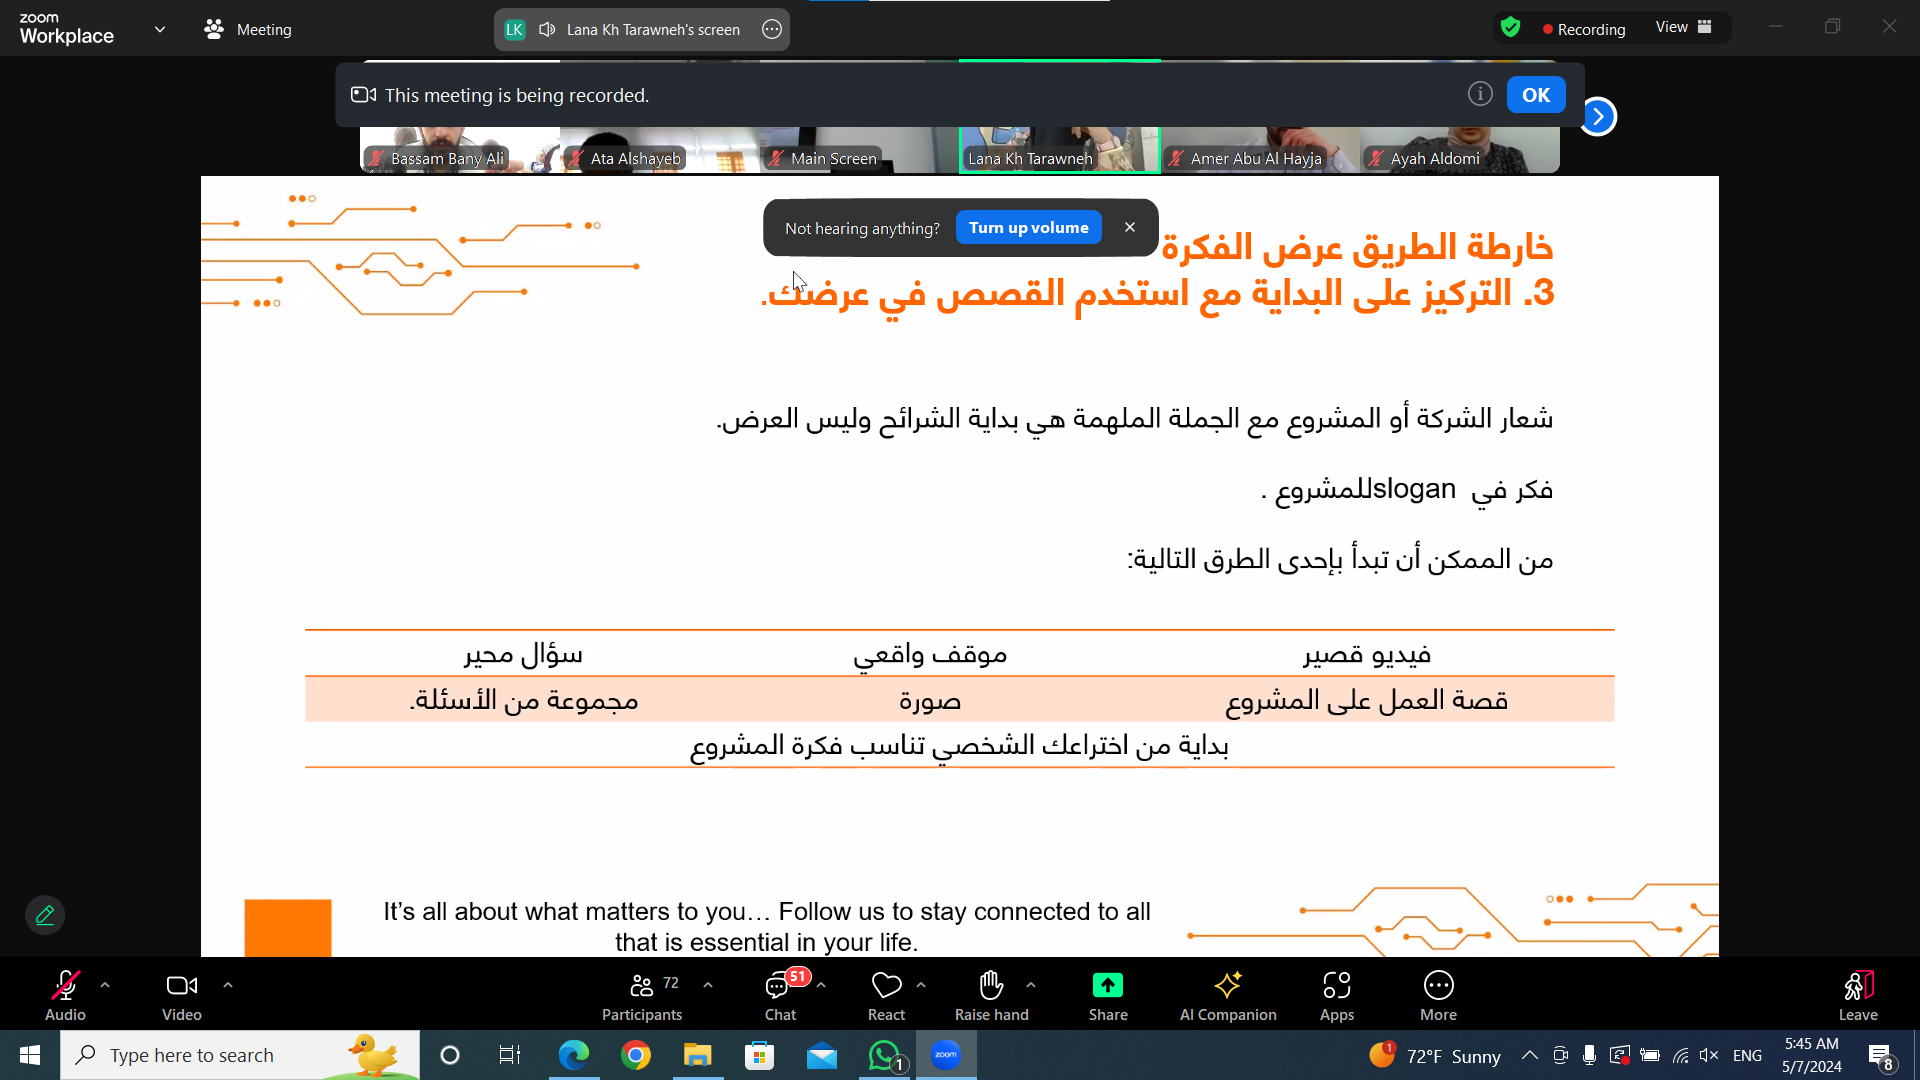 zoom
Workplace
Meeting
LK
Lana Kh Tarawneh's screen
Recording
View
This meeting is being recorded.
OK
Bassam Bany Ali
Ata Alshayeb
Main Screen
Lana Kh Tarawneh
Amer Abu Al Hayja
Ayah Aldomi
Not hearing anything?
Turn up volume
خارطة الطريق عرض الفكرة
3. التركيز على البداية مع استخدم القصص في عرضك.
شعار الشركة أو المشروع مع الجملة الملهمة هي بداية الشرائح وليس العرض.
فكر في slogan للمشروع .
من الممكن أن تبدأ بإحدى الطرق التالية:
فيديو قصير موقف واقعي سؤال محير
قصة العمل على المشروع صورة مجموعة من الأسئلة.
بداية من اختراعك الشخصي تناسب فكرة المشروع
It's all about what matters to you… Follow us to stay connected to all
that is essential in your life.
Audio
Video
72
Participants
51
Chat
React
Raise hand
Share
AI Companion
Apps
More
Leave
Type here to search
1
zoom
1
72°F Sunny
ENG
5:45 AM
5/7/2024
8